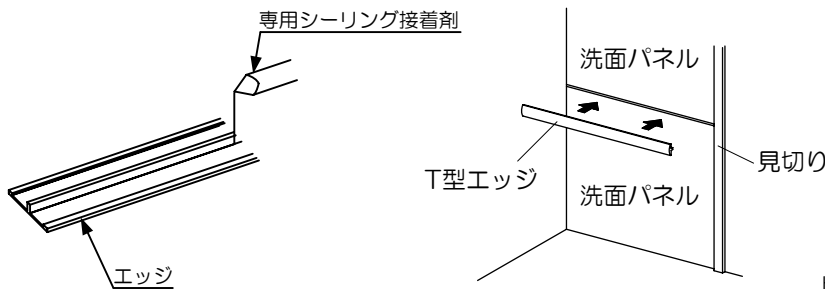 専用シーリング接着剤
エッジ
洗面パネル
T型エッジ
見切り
洗面パネル